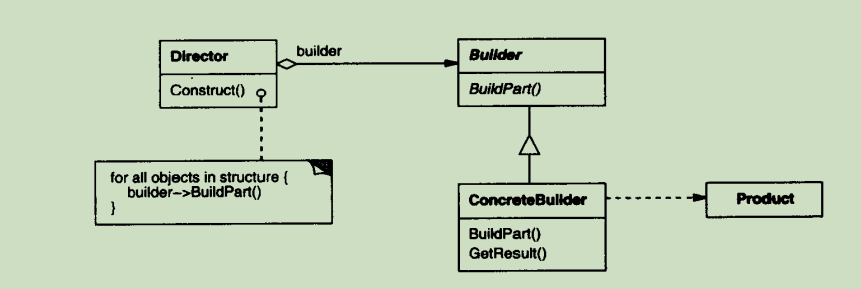 Director
builder
Builder
Construct()
BuildPart()
for all objects in structure {
builder->BuildPart()
}
ConcreteBuilder
Product
BuildPart()
GetResult()